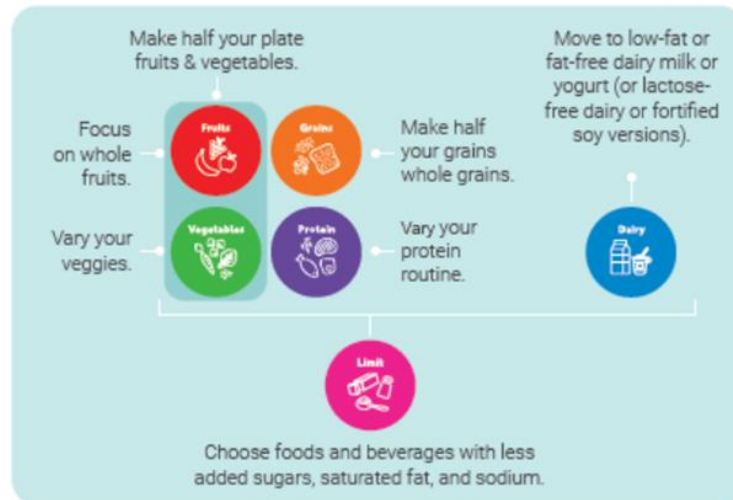 Make half your plate
fruits & vegetables.
Move to low-fat or
fat-free dairy milk or
yogurt (or lactose-
free dairy or fortified
soy versions).
Focus
on whole
fruits.
Fruits
Grains
Make half
your grains
whole grains.
Vary your
veggies.
Vegetables
Protein
Vary your
protein
routine.
Dairy
Limit
Choose foods and beverages with less
added sugars, saturated fat, and sodium.